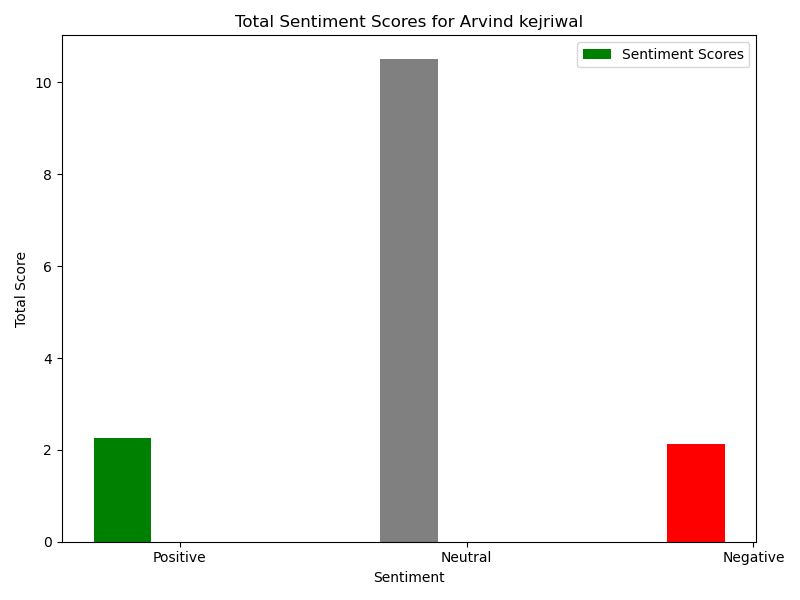 Total Sentiment Scores for Arvind kejriwal
Sentiment Scores
Total Score
10
8
6
4
2
0
Positive Neutral Negative
Sentiment